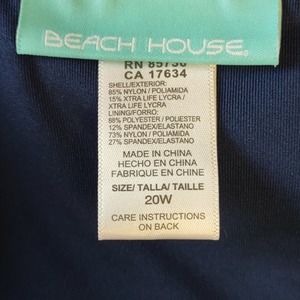 BEACH HOUSE®
RN 85730
CA 17634
SHELL/EXTERIOR:
85% NYLON / POLIAMIDA
15% XTRA LIFE LYCRA /
XTRA LIFE LYCRA
LINING/FORRO:
88% POLYESTER / POLIESTER
12% SPANDEX/ELASTANO
73% NYLON / POLIAMIDA
27% SPANDEX/ELASTANO
MADE IN CHINA
HECHO EN CHINA
FABRIQUE EN CHINE
SIZE/ TALLA/ TAILLE
20W
CARE INSTRUCTIONS
ON BACK